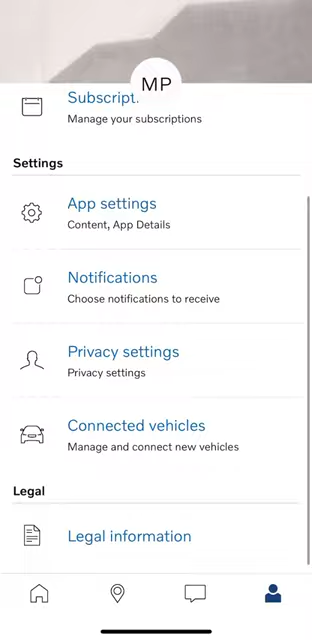 MP
Subscript.
Manage your subscriptions
Settings
App settings
Content, App Details
Notifications
Choose notifications to receive
Privacy settings
Privacy settings
Connected vehicles
Manage and connect new vehicles
Legal
Legal information